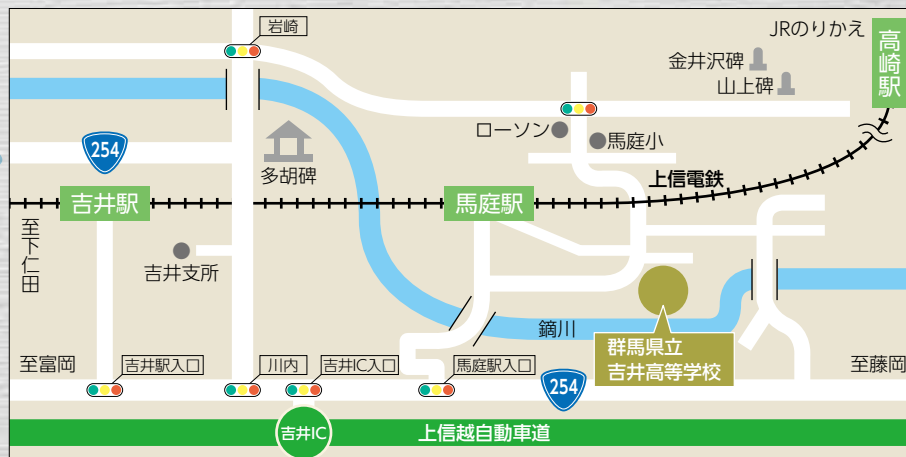 岩崎
JRのりかえ
高崎駅
金井沢碑
山上碑
ローソン
馬庭小
254
多胡碑
上信電鉄
吉井駅
馬庭駅
至下仁田
吉井支所
鏑川
群馬県立
吉井高等学校
至富岡
吉井駅入口
川内
吉井IC入口
馬庭駅入口
254
至藤岡
吉井IC
上信越自動車道